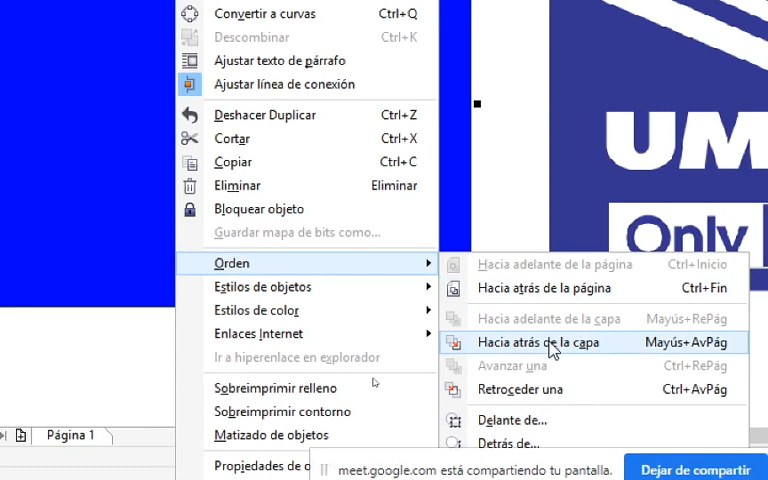 Convertir a curvas Ctrl+Q
Descombinar Ctrl+K
Ajustar texto de párrafo
Ajustar línea de conexión
Deshacer Duplicar Ctrl+Z
Cortar Ctrl+X
Copiar Ctrl+C
Eliminar Eliminar
Bloquear objeto
Guardar mapa de bits como...
Orden
Estilos de objetos
Estilos de color
Enlaces Internet
Ir a hiperenlace en explorador
Sobreimprimir relleno
Sobreimprimir contorno
Matizado de objetos
Propiedades de o
Hacia adelante de la página Ctrl+Inicio
Hacia atrás de la página Ctrl+Fin
Hacia adelante de la capa Mayús+RePág
Hacia atrás de la capa Mayús+AvPág
Avanzar una Ctrl+RePág
Retroceder una Ctrl+AvPág
Delante de...
Detrás de...
UM
Only
Página 1
meet.google.com está compartiendo tu pantalla.
Dejar de compartir